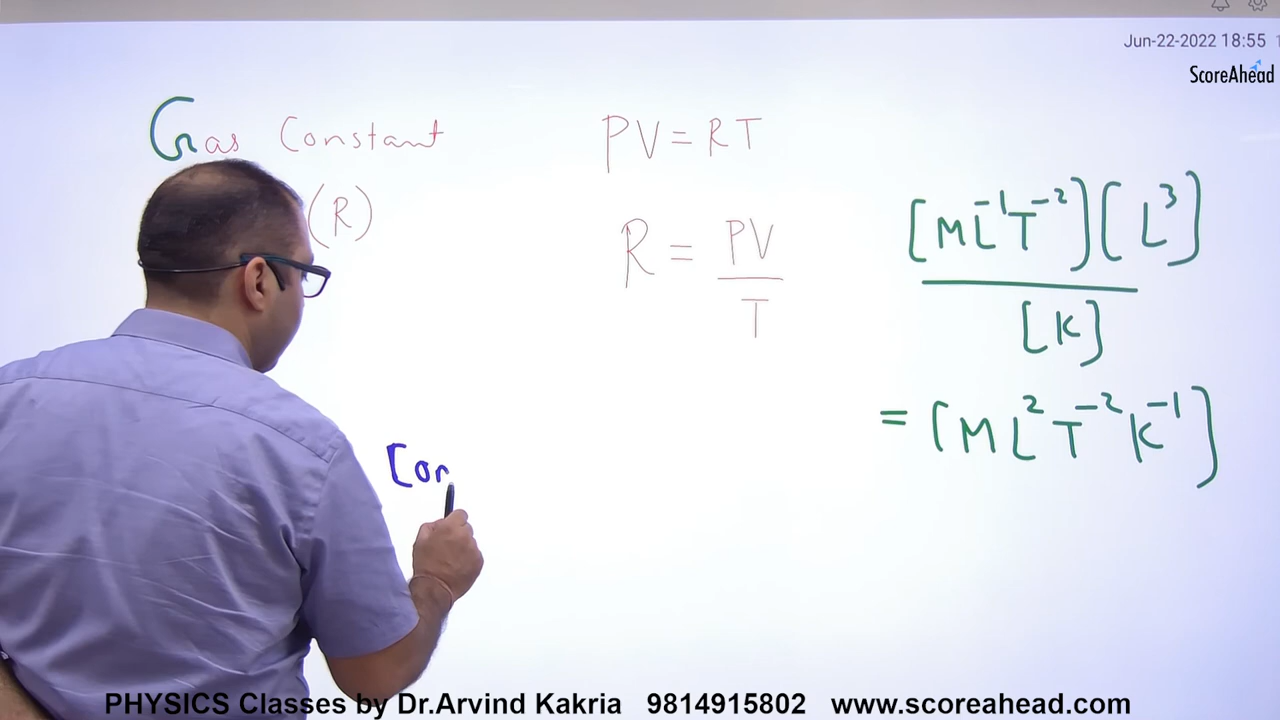 Jun-22-2022 18:55
ScoreAhead
Gas Constant
(R)
PV = RT
R = PV/T
[ML⁻¹T⁻²][L³]
[K]
= [ML²T⁻²K⁻¹]
Con
PHYSICS Classes by Dr.Arvind Kakria 9814915802 www.scoreahead.com